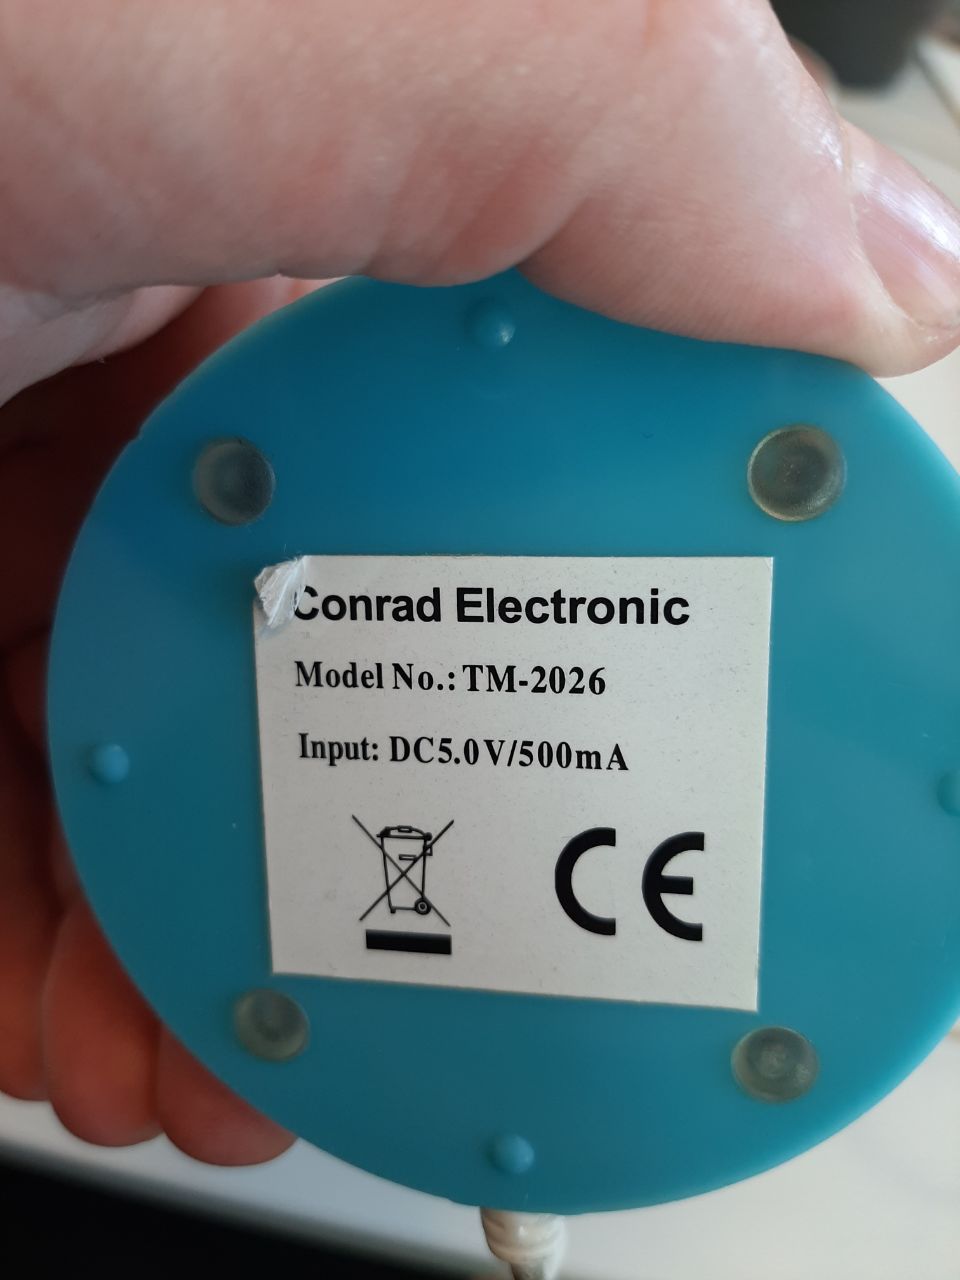 Conrad Electronic
Model No.: TM-2026
Input: DC5.0V/500mA
CE